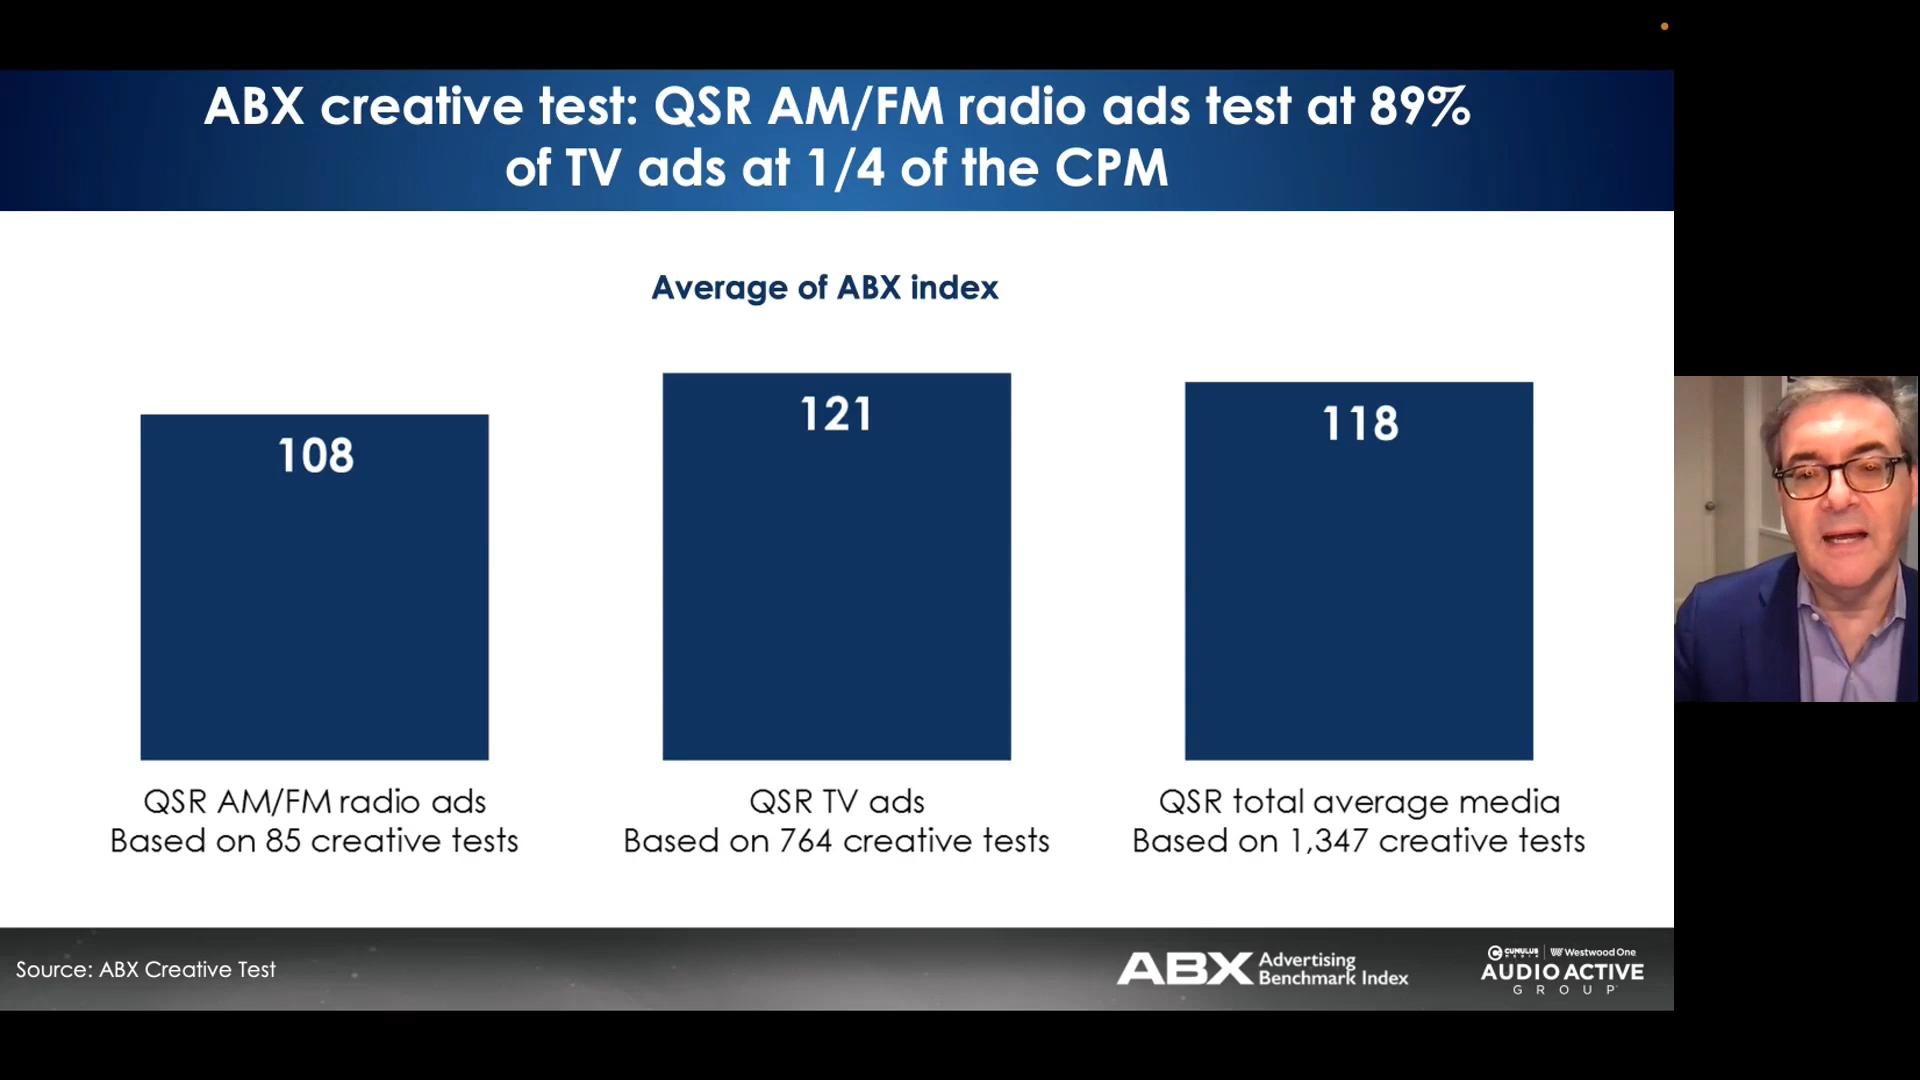 ABX creative test: QSR AM/FM radio ads test at 89%
of TV ads at 1/4 of the CPM
Average of ABX index
108
121
118
QSR AM/FM radio ads
Based on 85 creative tests
QSR TV ads
Based on 764 creative tests
QSR total average media
Based on 1,347 creative tests
Source: ABX Creative Test
ABX Advertising
Benchmark Index
CUMULUS MEDIA | Westwood One
AUDIO ACTIVE
GROUP